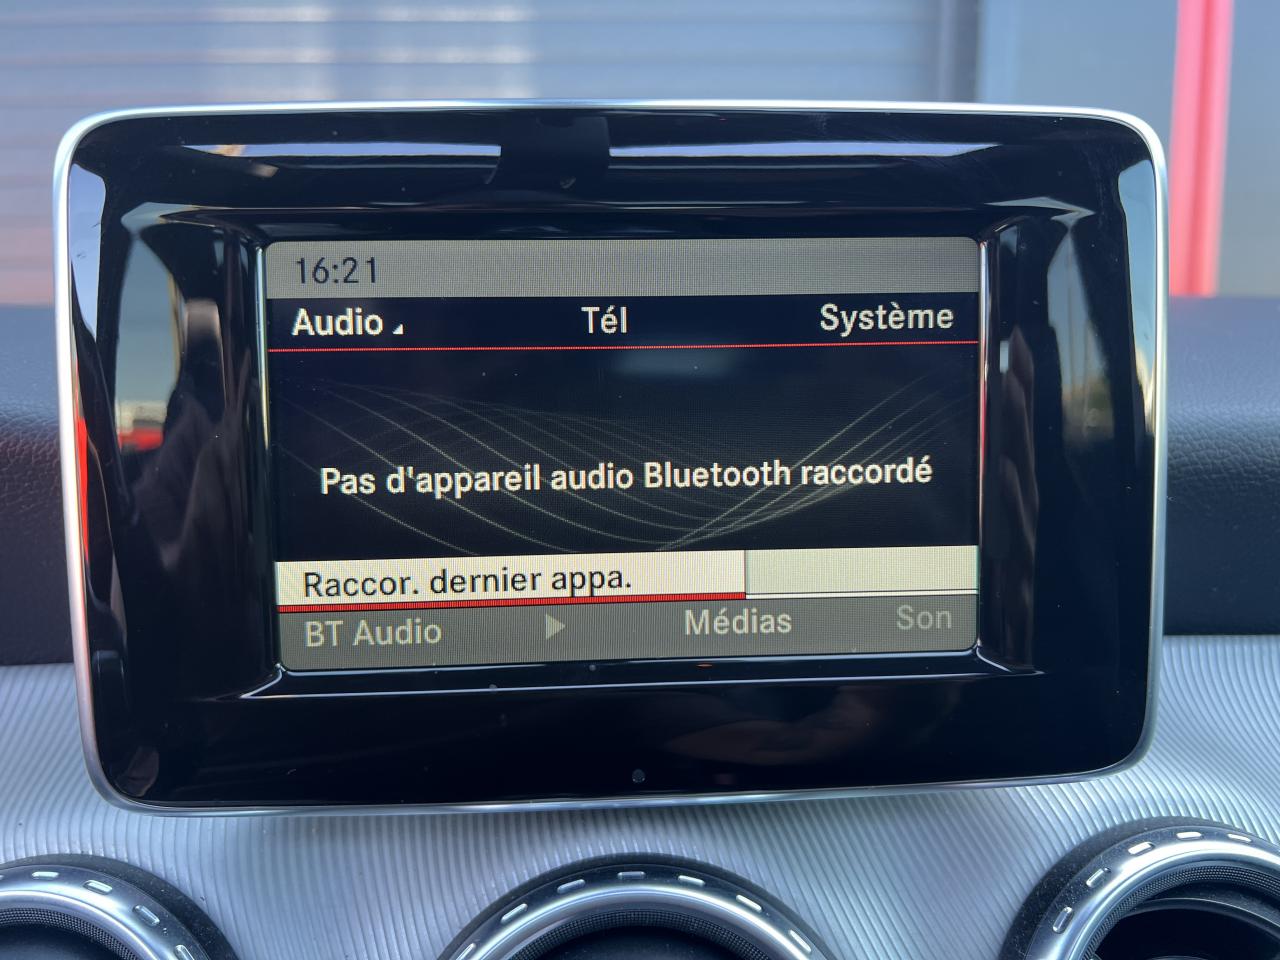 16:21
Audio Tél Système
Pas d'appareil audio Bluetooth raccordé
Raccor. dernier appa.
BT Audio Médias Son